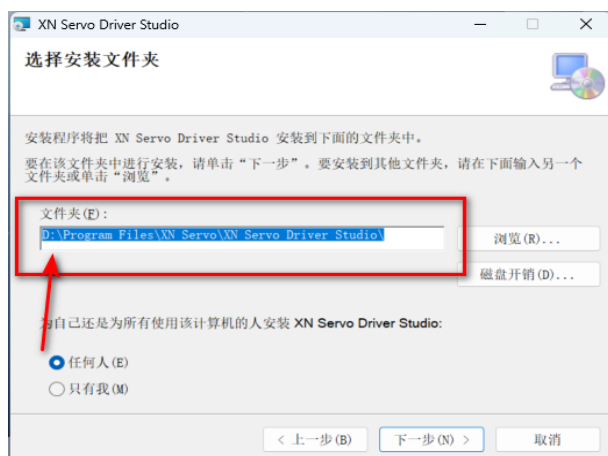 XN Servo Driver Studio
选择安装文件夹
安装程序将把 XN Servo Driver Studio 安装到下面的文件夹中。
要在该文件夹中进行安装，请单击“下一步”。要安装到其他文件夹，请在下面输入另一个
文件夹或单击“浏览”。
文件夹(F):
D:\Program Files\XN Servo\XN Servo Driver Studio\
浏览(R)...
磁盘开销(D)...
为自己还是为所有使用该计算机的人安装 XN Servo Driver Studio:
任何人(E)
只有我(M)
< 上一步(B)
下一步(N) >
取消